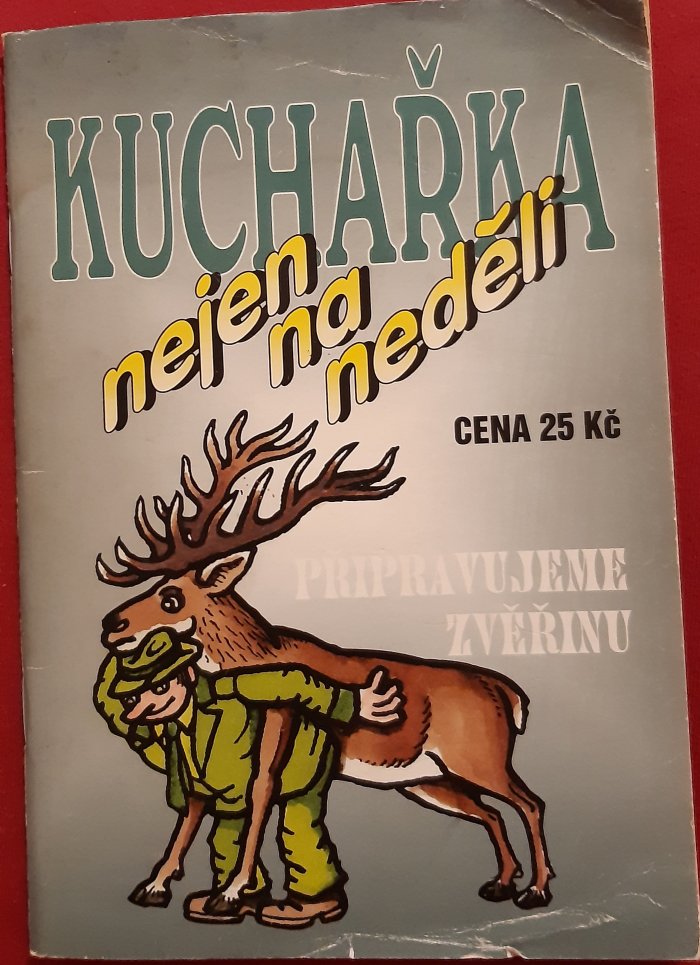 KUCHAŘKA
nejen na neděli
CENA 25 Kč
PŘIPRAVUJEME
ZVĚŘINU